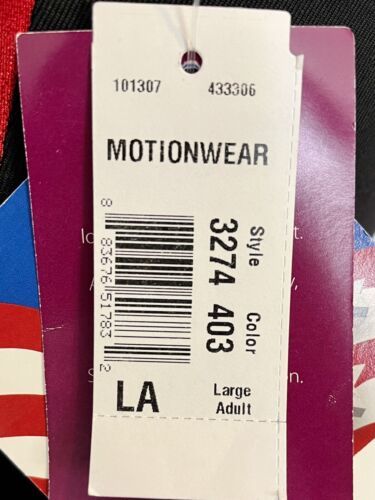 101307 433306
MOTIONWEAR
Style Color
3274 403
8 83676 51783 2
LA Large
Adult